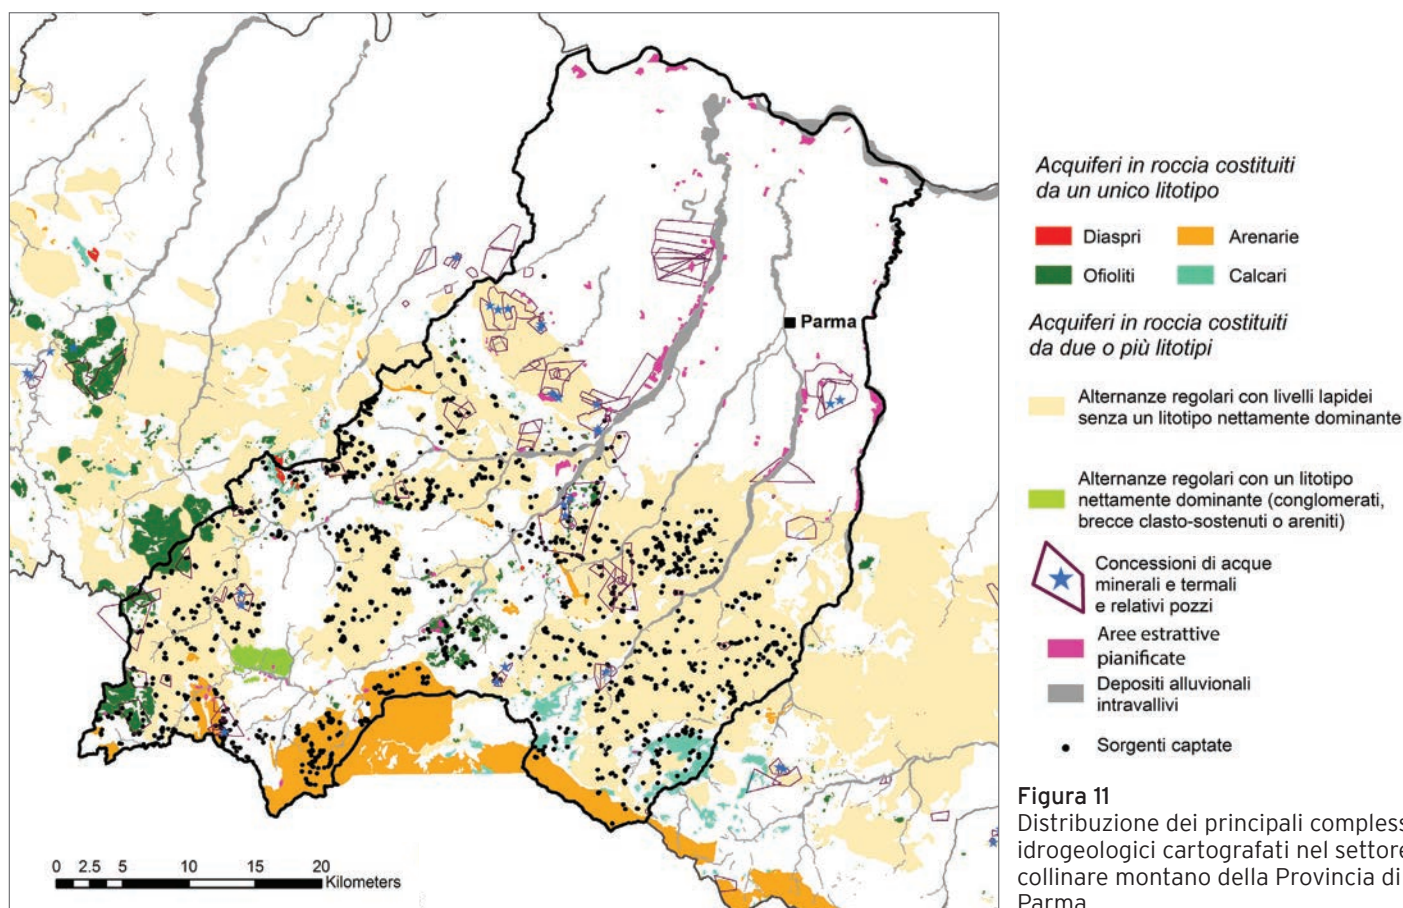 Parma
0 2.5 5 10 15 20
Kilometers
Acquiferi in roccia costituiti
da un unico litotipo
Diaspri
Arenarie
Ofioliti
Calcari
Acquiferi in roccia costituiti
da due o più litotipi
Alternanze regolari con livelli lapidei
senza un litotipo nettamente dominante
Alternanze regolari con un litotipo
nettamente dominante (conglomerati,
brecce clasto-sostenuti o areniti)
Concessioni di acque
minerali e termali
e relativi pozzi
Aree estrattive
pianificate
Depositi alluvionali
intravallivi
Sorgenti captate
Figura 11
Distribuzione dei principali compless
idrogeologici cartografati nel settore
collinare montano della Provincia di
Parma